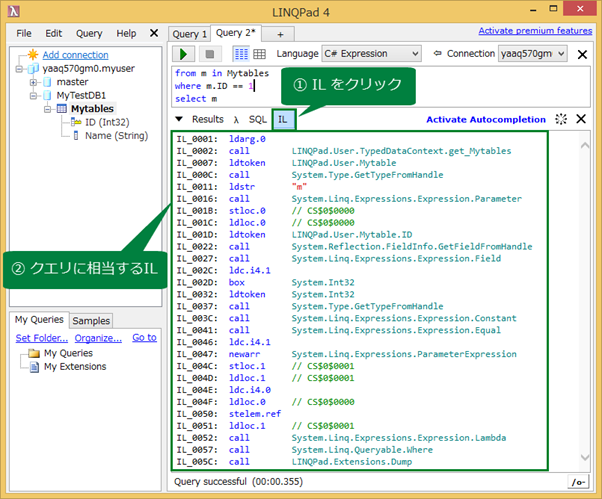 LINQPad 4
File Edit Query Help
Add connection
yaaq570gm0.myuser
master
MyTestDB1
Mytables
ID (Int32)
Name (String)
My Queries Samples
Set Folder... Organize... Go to
My Queries
My Extensions
Query 1 Query 2* +
Activate premium features
Language C# Expression Connection yaaq570gm0.myu
from m in Mytables
where m.ID == 1
select m
① IL をクリック
Results λ SQL IL Activate Autocompletion
② クエリに相当するIL
IL_0001: ldarg.0
IL_0002: call LINQPad.User.TypedDataContext.get_Mytables
IL_0007: ldtoken LINQPad.User.Mytable
IL_000C: call System.Type.GetTypeFromHandle
IL_0011: ldstr "m"
IL_0016: call System.Linq.Expressions.Expression.Parameter
IL_001B: stloc.0 // CS$0$0000
IL_001C: ldloc.0 // CS$0$0000
IL_001D: ldtoken LINQPad.User.Mytable.ID
IL_0022: call System.Reflection.FieldInfo.GetFieldFromHandle
IL_0027: call System.Linq.Expressions.Expression.Field
IL_002C: ldc.i4.1
IL_002D: box System.Int32
IL_0032: ldtoken System.Int32
IL_0037: call System.Type.GetTypeFromHandle
IL_003C: call System.Linq.Expressions.Expression.Constant
IL_0041: call System.Linq.Expressions.Expression.Equal
IL_0046: ldc.i4.1
IL_0047: newarr System.Linq.Expressions.ParameterExpression
IL_004C: stloc.1 // CS$0$0001
IL_004D: ldloc.1 // CS$0$0001
IL_004E: ldc.i4.0
IL_004F: ldloc.0 // CS$0$0000
IL_0050: stelem.ref
IL_0051: ldloc.1 // CS$0$0001
IL_0052: call System.Linq.Expressions.Expression.Lambda
IL_0057: call System.Linq.Queryable.Where
IL_005C: call LINQPad.Extensions.Dump
Query successful (00:00.355) /o-